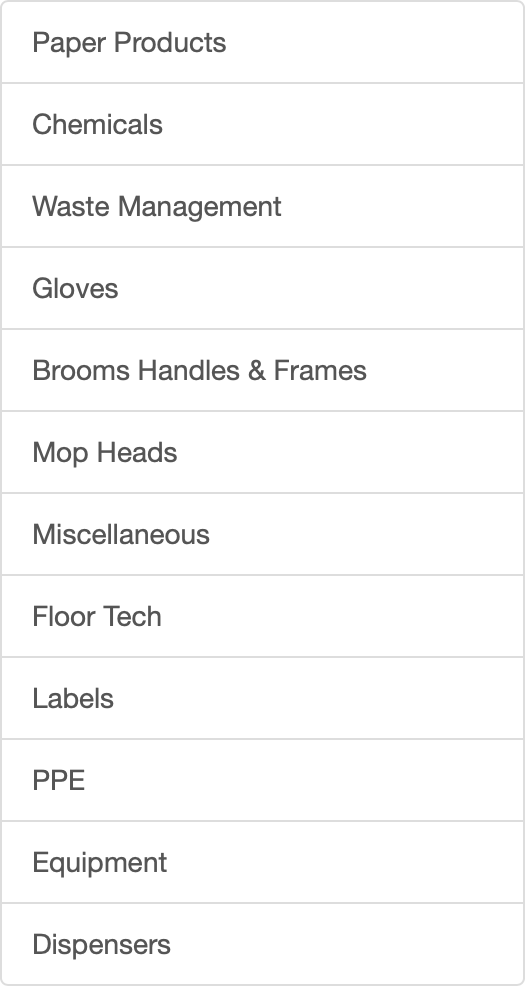 Paper Products
Chemicals
Waste Management
Gloves
Brooms Handles & Frames
Mop Heads
Miscellaneous
Floor Tech
Labels
PPE
Equipment
Dispensers